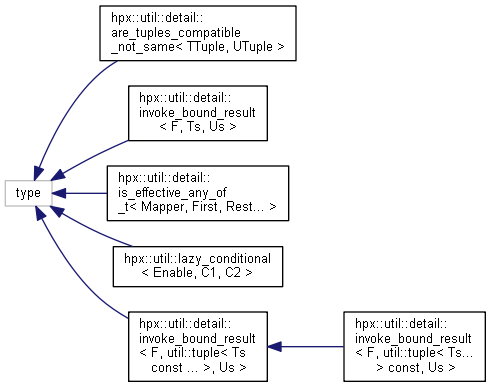 hpx::util::detail::
are_tuples_compatible
_not_same< TTuple, UTuple >
hpx::util::detail::
invoke_bound_result
< F, Ts, Us >
type
hpx::util::detail::
is_effective_any_of
_t< Mapper, First, Rest... >
hpx::util::lazy_conditional
< Enable, C1, C2 >
hpx::util::detail::
invoke_bound_result
< F, util::tuple< Ts
const ... >, Us >
hpx::util::detail::
invoke_bound_result
< F, util::tuple< Ts...
> const, Us >